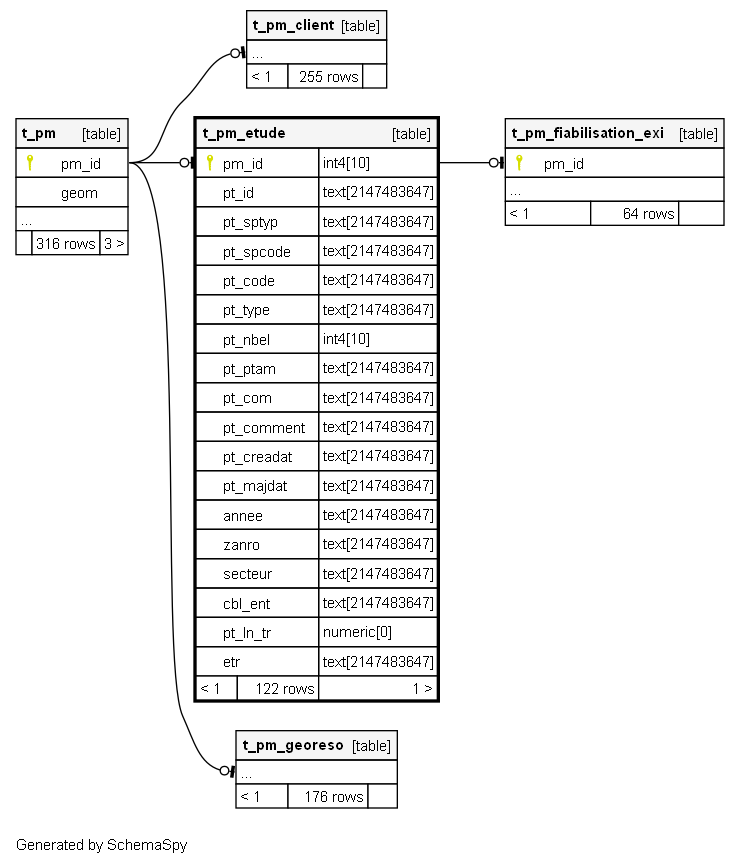 t_pm_client [table]
...
< 1 255 rows
t_pm [table]
pm_id
geom
...
316 rows 3 >
t_pm_etude [table]
pm_id int4[10]
pt_id text[2147483647]
pt_sptyp text[2147483647]
pt_spcode text[2147483647]
pt_code text[2147483647]
pt_type text[2147483647]
pt_nbel int4[10]
pt_ptam text[2147483647]
pt_com text[2147483647]
pt_comment text[2147483647]
pt_creadat text[2147483647]
pt_majdat text[2147483647]
annee text[2147483647]
zanro text[2147483647]
secteur text[2147483647]
cbl_ent text[2147483647]
pt_ln_tr numeric[0]
etr text[2147483647]
< 1 122 rows 1 >
t_pm_fiabilisation_exi [table]
pm_id
...
< 1 64 rows
t_pm_georeso [table]
...
< 1 176 rows
Generated by SchemaSpy